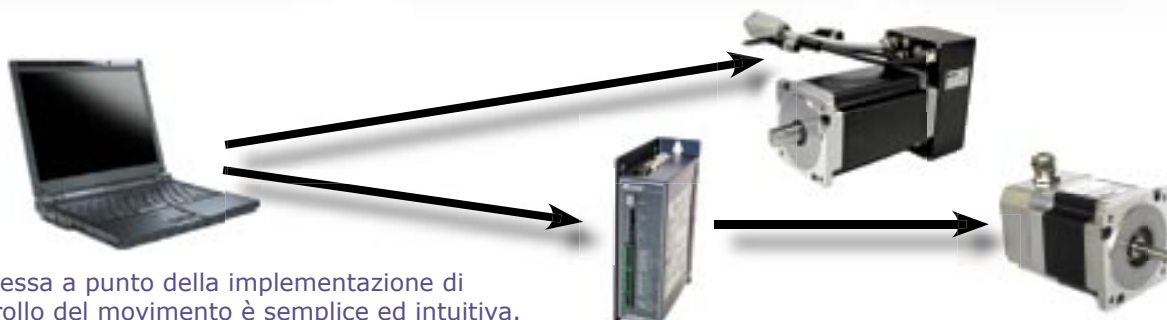 essa a punto della implementazione di
rollo del movimento è semplice ed intuitiva.